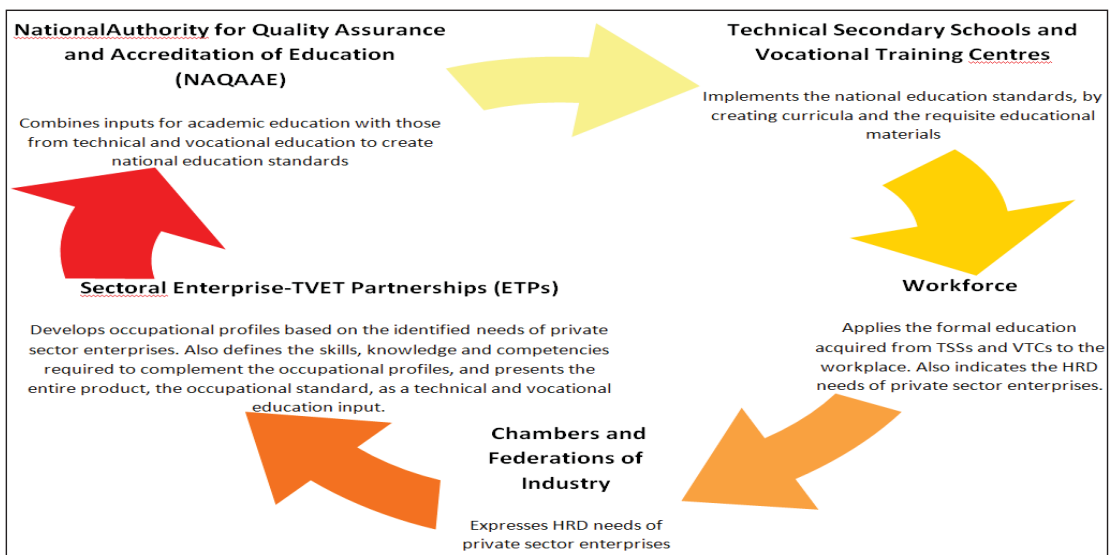 NationalAuthority for Quality Assurance
and Accreditation of Education
(NAQAAE)
Combines inputs for academic education with those
from technical and vocational education to create
national education standards
Technical Secondary Schools and
Vocational Training Centres
Implements the national education standards, by
creating curricula and the requisite educational
materials
Workforce
Applies the formal education
acquired from TSSs and VTCs to the
workplace. Also indicates the HRD
needs of private sector enterprises.
Chambers and
Federations of
Industry
Expresses HRD needs of
private sector enterprises
Sectoral Enterprise-TVET Partnerships (ETPs)
Develops occupational profiles based on the identified needs of private
sector enterprises. Also defines the skills, knowledge and competencies
required to complement the occupational profiles, and presents the
entire product, the occupational standard, as a technical and vocational
education input.